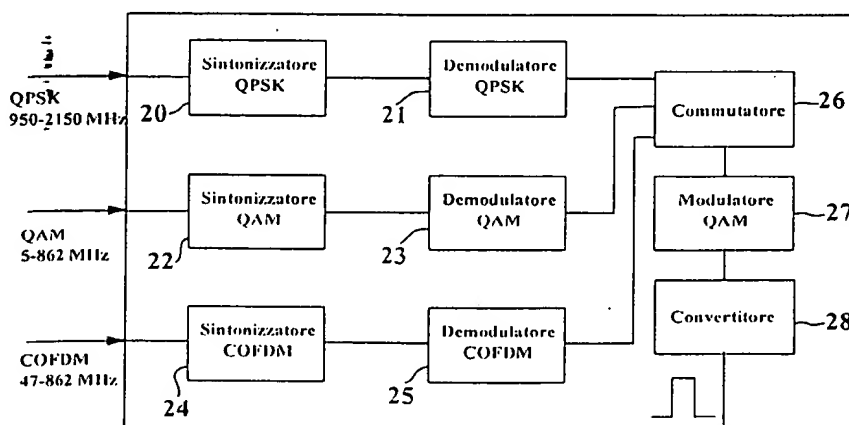 Sintonizzatore
QPSK
20
Demodulatore
QPSK
21
Commutatore
26
QPSK
950-2150 MHz
Sintonizzatore
QAM
22
Demodulatore
QAM
23
Modulatore
QAM
27
QAM
5-862 MHz
Sintonizzatore
COFDM
24
Demodulatore
COFDM
25
Convertitore
28
COFDM
47-862 MHz